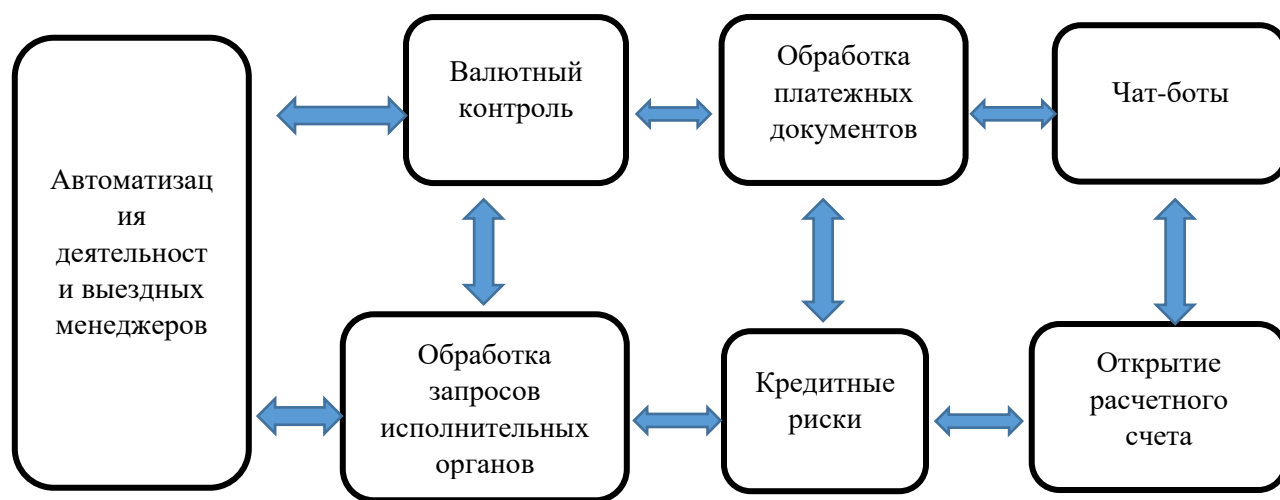 Автоматизац
ия
деятельност
и выездных
менеджеров
Валютный
контроль
Обработка
платежных
документов
Чат-боты
Обработка
запросов
исполнительных
органов
Кредитные
риски
Открытие
расчетного
счета